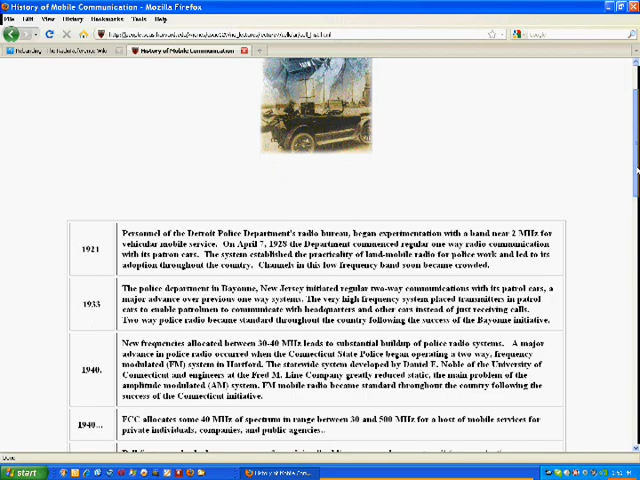 History of Mobile Communication - Mozilla Firefox
File Edit View History Bookmarks Tools Help
Google
History of Mobile Communication
1921
Personnel of the Detroit Police Department's radio bureau, began experimentation with a band near 2 MHz for
vehicular mobile service. On April 7, 1928 the Department commenced regular one way radio communication
with its patrol cars. The system established the practicality of land-mobile radio for police work and led to its
adoption throughout the country. Channels in this low frequency band soon became crowded.
1933
The police department in Bayonne, New Jersey initiated regular two-way communications with its patrol cars, a
major advance over previous one way systems. The very high frequency system placed transmitters in patrol
cars to enable patrolmen to communicate with headquarters and other cars instead of just receiving calls.
Two way police radio became standard throughout the country following the success of the Bayonne initiative.
1940.
New frequencies allocated between 30-40 MHz leads to substantial buildup of police radio systems. A major
advance in police radio occurred when the Connecticut State Police began operating a two way, frequency
modulated (FM) system in Hartford. The statewide system developed by Daniel E. Noble of the University of
Connecticut and engineers at the Fred M. Line Company greatly reduced static, the main problem of the
amplitude modulated (AM) system. FM mobile radio became standard throughout the country following the
success of the Connecticut initiative.
1940...
FCC allocates some 40 MHz of spectrum in range between 30 and 500 MHz for a host of mobile services for
private individuals, companies, and public agencies..
Done
start
History of Mobile Com...